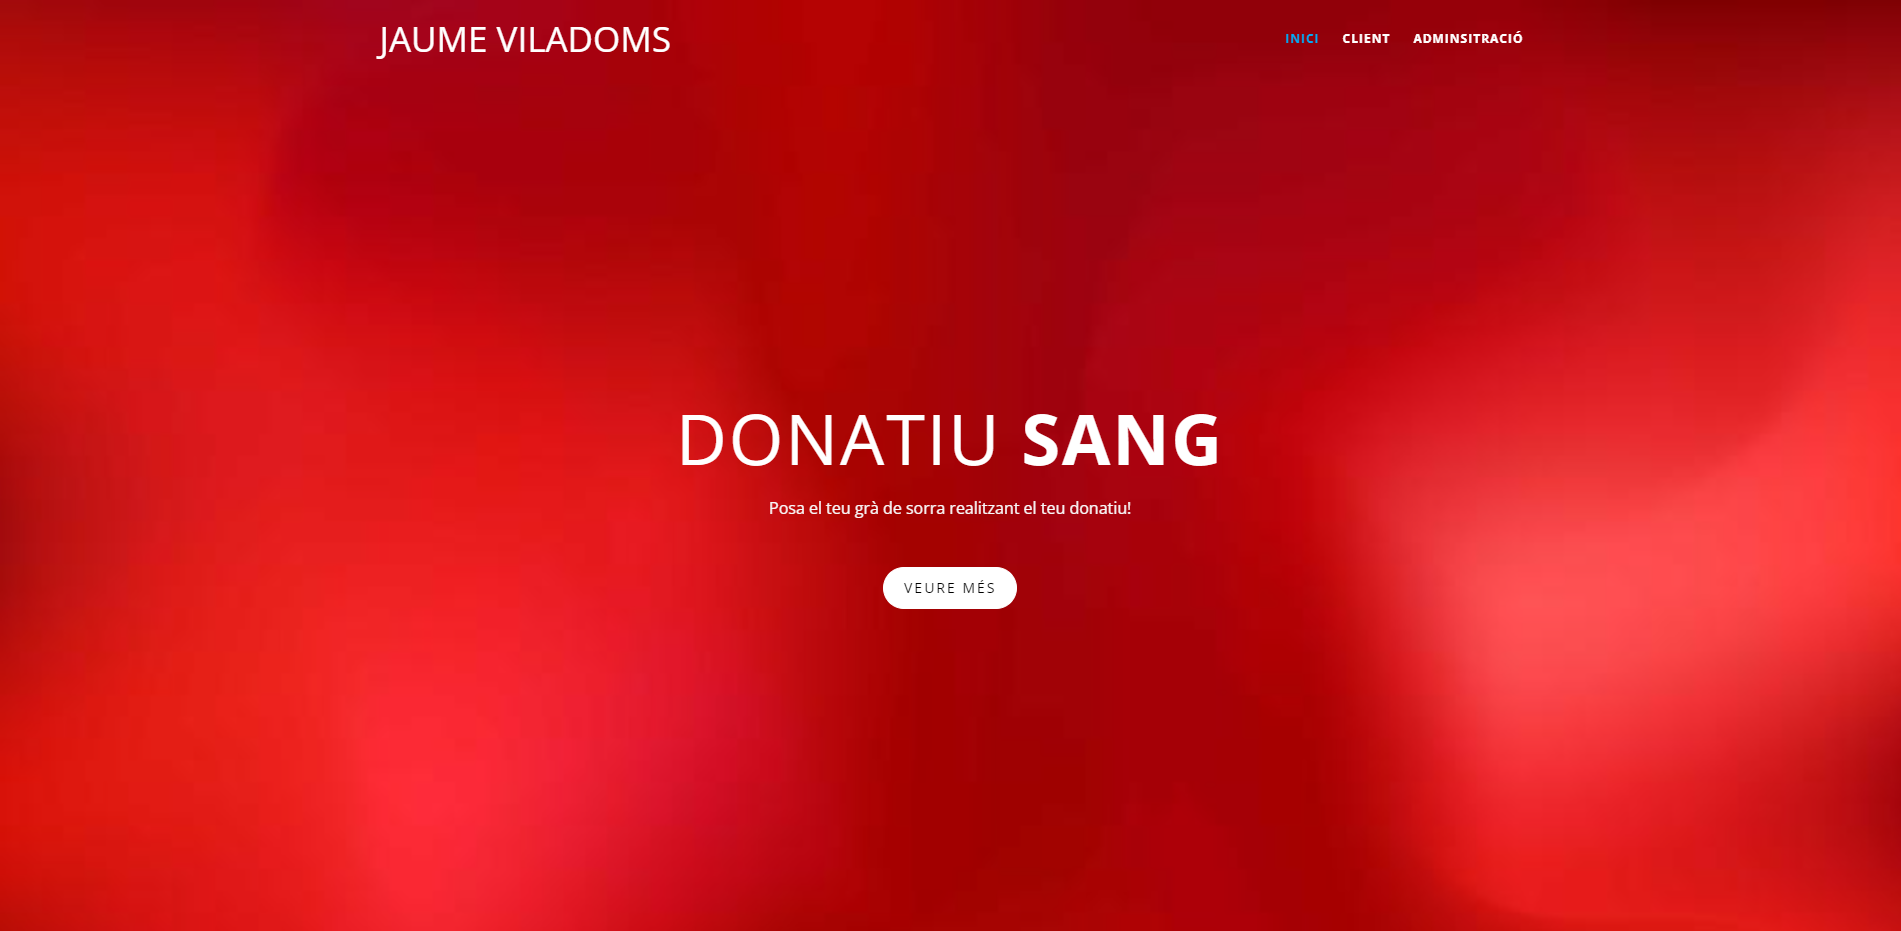 JAUME VILADOMS
INICI CLIENT ADMINSITRACIÓ
DONATIU SANG
Posa el teu grà de sorra realitzant el teu donatiu!
VEURE MÉS